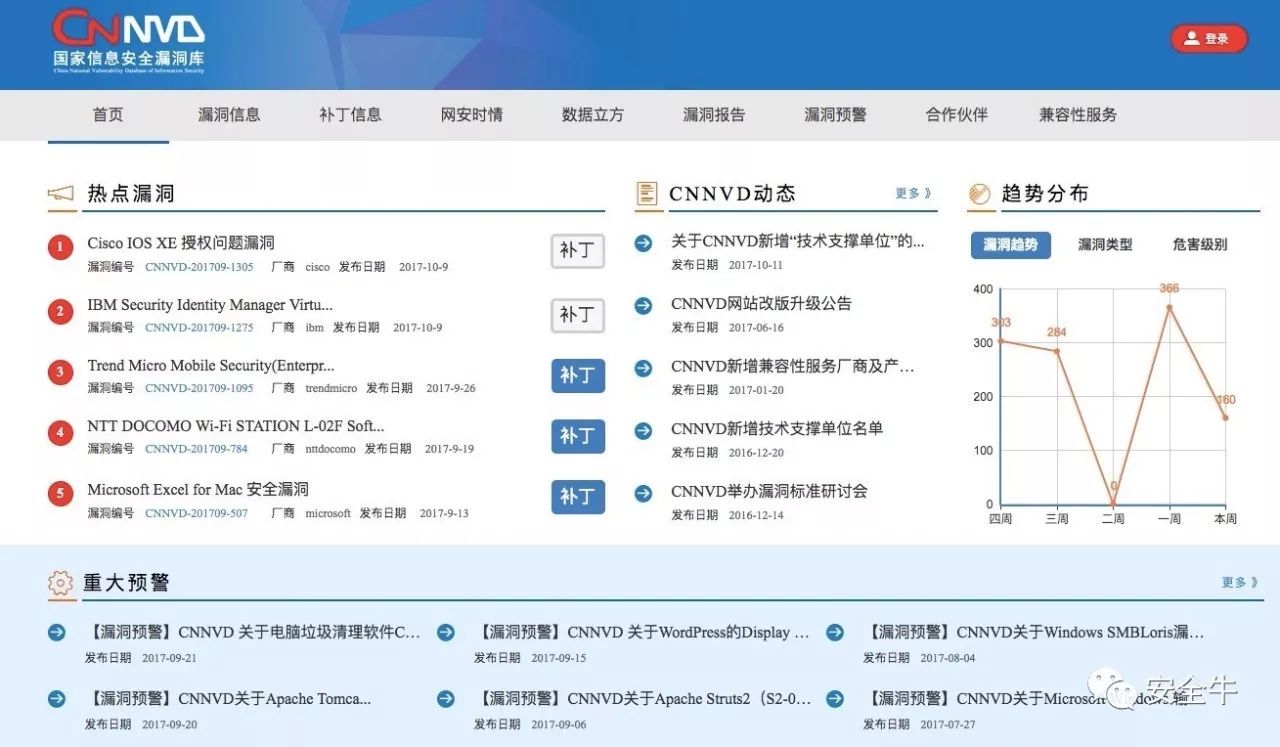 CNNVD
国家信息安全漏洞库
China National Vulnerability Database of Information Security
登录
首页 漏洞信息 补丁信息 网安时情 数据立方 漏洞报告 漏洞预警 合作伙伴 兼容性服务
热点漏洞
1 Cisco IOS XE 授权问题漏洞 补丁
漏洞编号 CNNVD-201709-1305 厂商 cisco 发布日期 2017-10-9
2 IBM Security Identity Manager Virtu... 补丁
漏洞编号 CNNVD-201709-1275 厂商 ibm 发布日期 2017-10-9
3 Trend Micro Mobile Security(Enterpr... 补丁
漏洞编号 CNNVD-201709-1095 厂商 trendmicro 发布日期 2017-9-26
4 NTT DOCOMO Wi-Fi STATION L-02F Soft... 补丁
漏洞编号 CNNVD-201709-784 厂商 nttdocomo 发布日期 2017-9-19
5 Microsoft Excel for Mac 安全漏洞 补丁
漏洞编号 CNNVD-201709-507 厂商 microsoft 发布日期 2017-9-13
CNNVD动态 更多 》
关于CNNVD新增“技术支撑单位”的...
发布日期 2017-10-11
CNNVD网站改版升级公告
发布日期 2017-06-16
CNNVD新增兼容性服务厂商及产...
发布日期 2017-01-20
CNNVD新增技术支撑单位名单
发布日期 2016-12-20
CNNVD举办漏洞标准研讨会
发布日期 2016-12-14
趋势分布
漏洞趋势 漏洞类型 危害级别
400
300
200
100
0
303
284
0
366
160
四周 三周 二周 一周 本周
重大预警 更多 》
【漏洞预警】CNNVD 关于电脑垃圾清理软件C...
发布日期 2017-09-21
【漏洞预警】CNNVD 关于WordPress的Display ...
发布日期 2017-09-15
【漏洞预警】CNNVD关于Windows SMBLoris漏...
发布日期 2017-08-04
【漏洞预警】CNNVD关于Apache Tomca...
发布日期 2017-09-20
【漏洞预警】CNNVD关于Apache Struts2（S2-0...
发布日期 2017-09-06
【漏洞预警】CNNVD关于Microsoft Windows 输...
发布日期 2017-07-27
安全牛